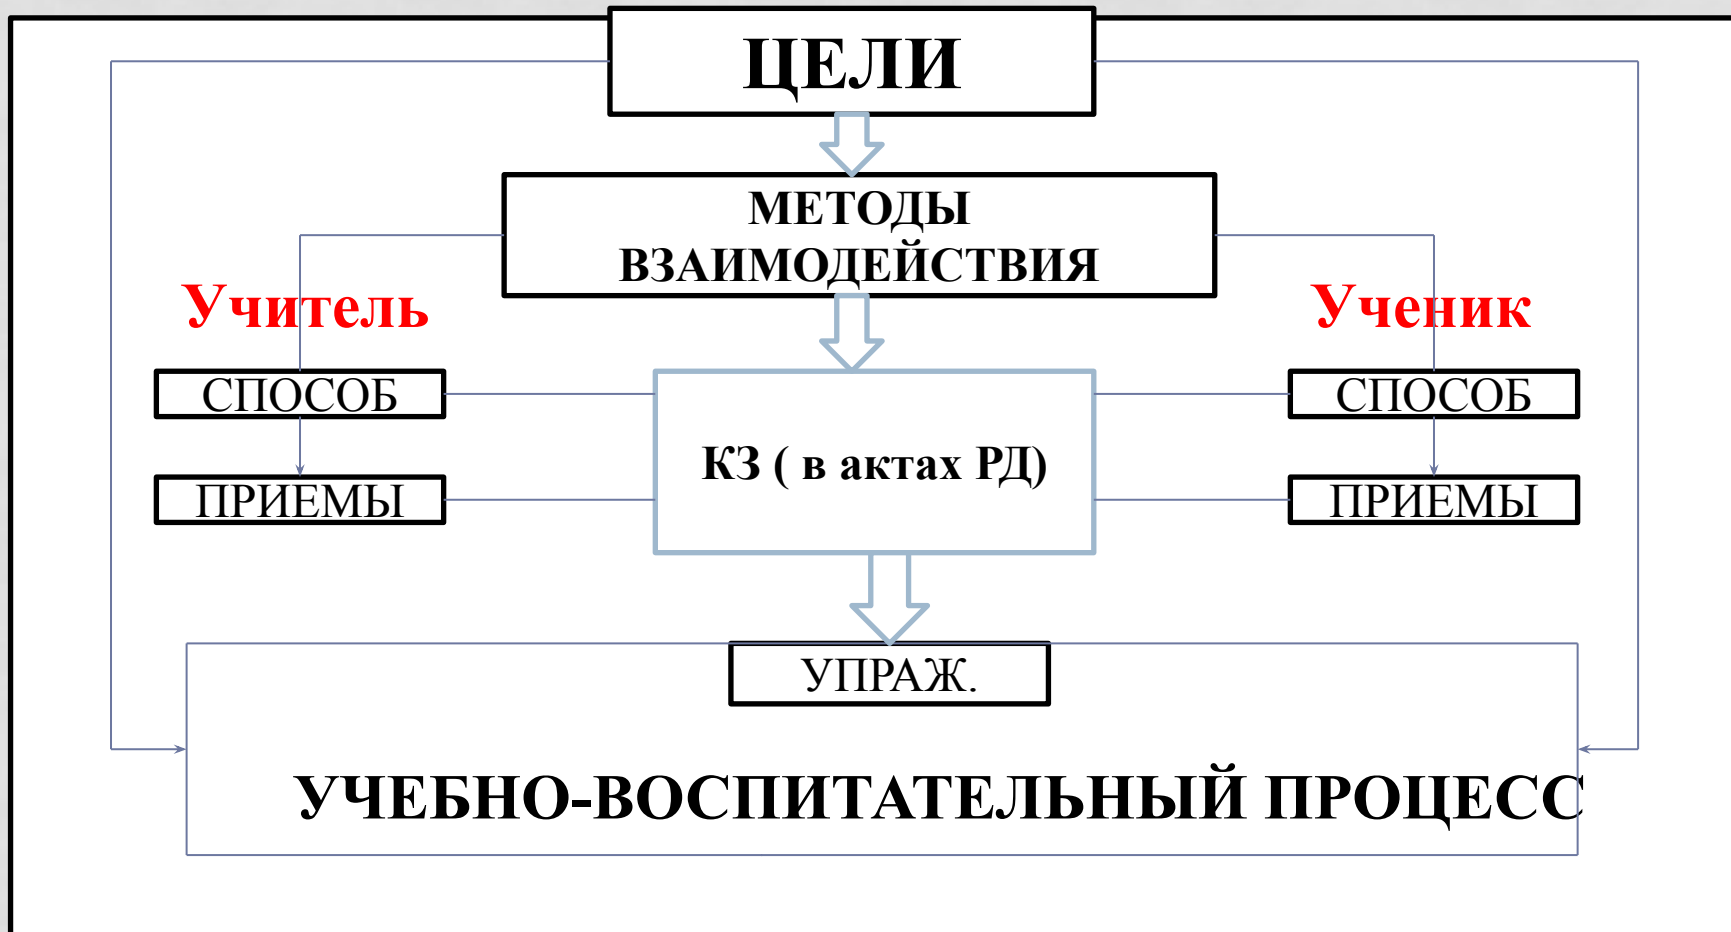 ЦЕЛИ
МЕТОДЫ
ВЗАИМОДЕЙСТВИЯ
Учитель
Ученик
СПОСОБ
СПОСОБ
КЗ ( в актах РД)
ПРИЕМЫ
ПРИЕМЫ
УПРАЖ.
УЧЕБНО-ВОСПИТАТЕЛЬНЫЙ ПРОЦЕСС